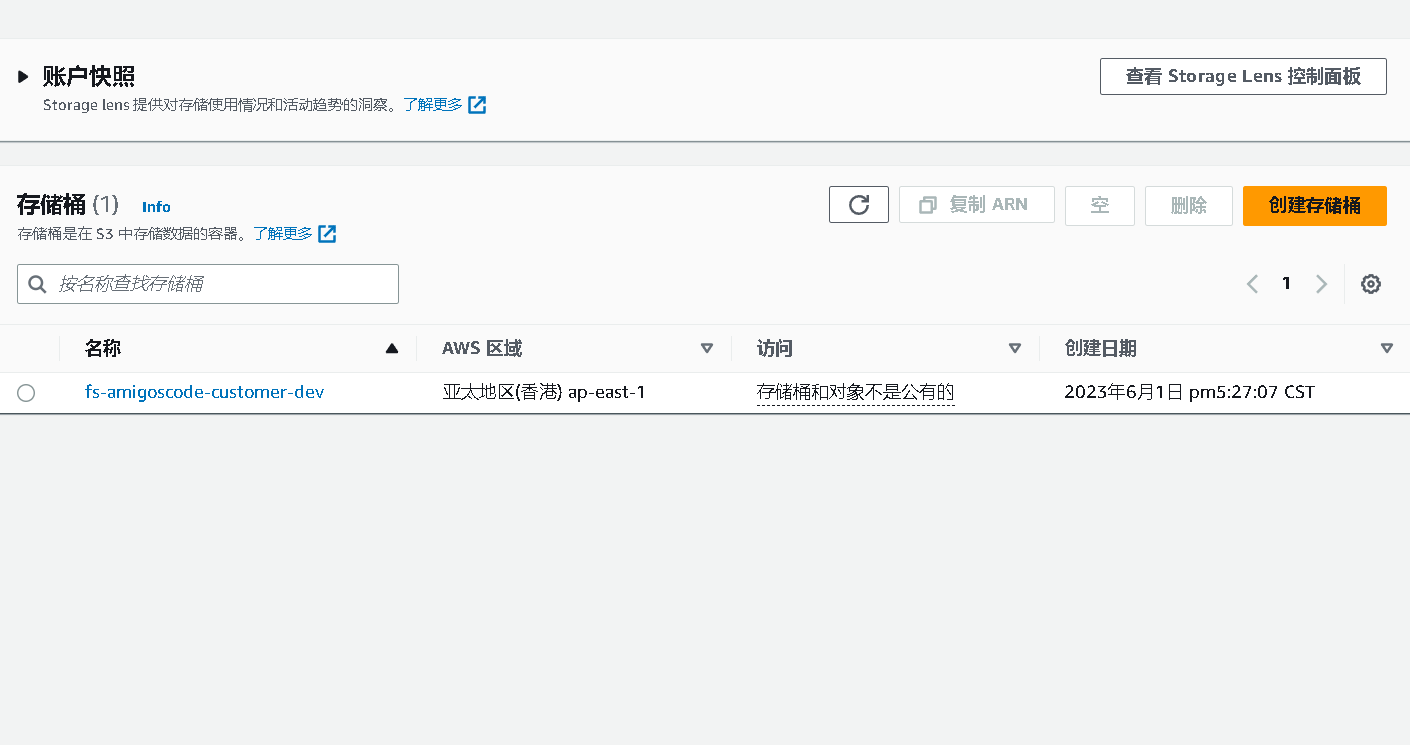 账户快照
查看 Storage Lens 控制面板
Storage lens 提供对存储使用情况和活动趋势的洞察。了解更多
存储桶 (1) Info
复制 ARN 空 删除 创建存储桶
存储桶是在 S3 中存储数据的容器。了解更多
按名称查找存储桶
1
名称 AWS 区域 访问 创建日期
fs-amigoscode-customer-dev 亚太地区(香港) ap-east-1 存储桶和对象不是公有的 2023年6月1日 pm5:27:07 CST